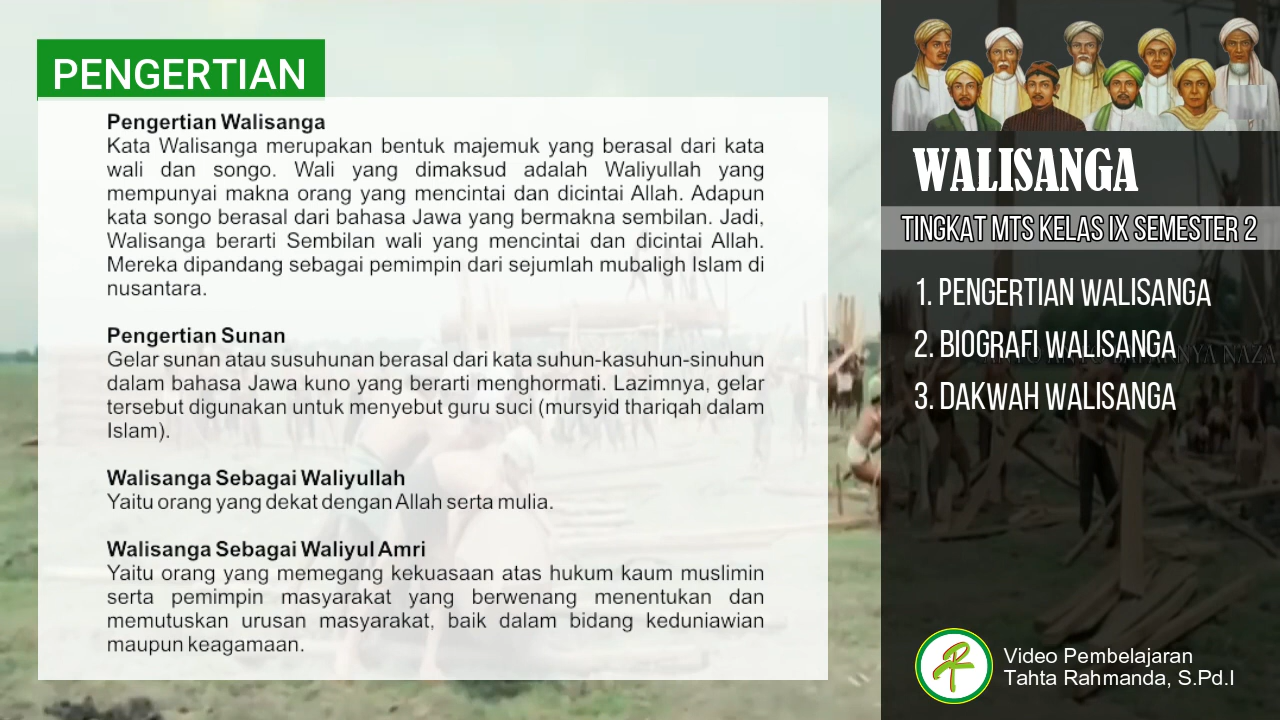 PENGERTIAN
Pengertian Walisanga
Kata Walisanga merupakan bentuk majemuk yang berasal dari kata
wali dan songo. Wali yang dimaksud adalah Waliyullah yang
mempunyai makna orang yang mencintai dan dicintai Allah. Adapun
kata songo berasal dari bahasa Jawa yang bermakna sembilan. Jadi,
Walisanga berarti Sembilan wali yang mencintai dan dicintai Allah.
Mereka dipandang sebagai pemimpin dari sejumlah mubaligh Islam di
nusantara.
Pengertian Sunan
Gelar sunan atau susuhunan berasal dari kata suhun-kasuhun-sinuhun
dalam bahasa Jawa kuno yang berarti menghormati. Lazimnya, gelar
tersebut digunakan untuk menyebut guru suci (mursyid thariqah dalam
Islam).
Walisanga Sebagai Waliyullah
Yaitu orang yang dekat dengan Allah serta mulia.
Walisanga Sebagai Waliyul Amri
Yaitu orang yang memegang kekuasaan atas hukum kaum muslimin
serta pemimpin masyarakat yang berwenang menentukan dan
memutuskan urusan masyarakat, baik dalam bidang keduniawian
maupun keagamaan.
WALISANGA
TINGKAT MTS KELAS IX SEMESTER 2
1. PENGERTIAN WALISANGA
2. BIOGRAFI WALISANGA
3. DAKWAH WALISANGA
Video Pembelajaran
Tahta Rahmanda, S.Pd.I